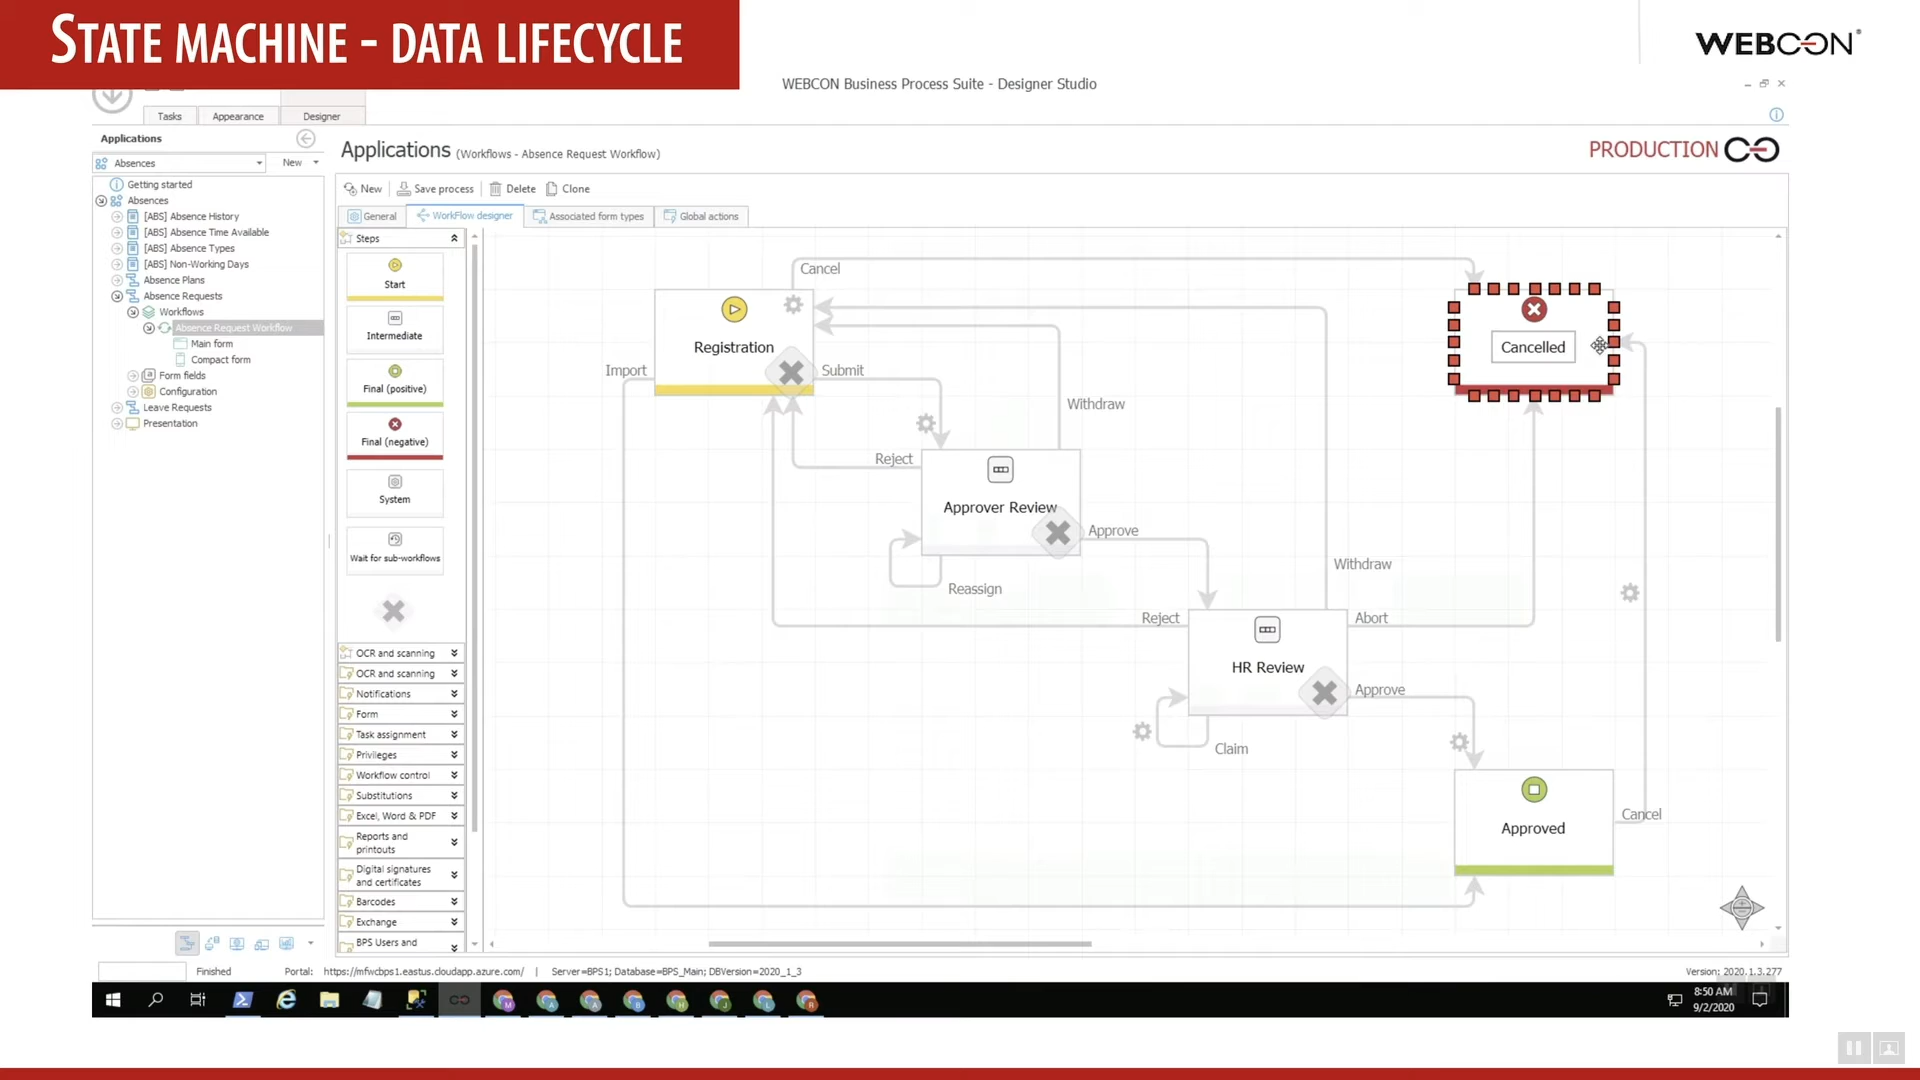 STATE MACHINE - DATA LIFECYCLE
WEBCON
WEBCON Business Process Suite - Designer Studio
Tasks
Appearance
Designer
Applications
Absences
New
Getting started
Absences
[ABS] Absence History
[ABS] Absence Time Available
[ABS] Absence Types
[ABS] Non-Working Days
Absence Plans
Absence Requests
Workflows
Absence Request Workflow
Main form
Compact form
Form fields
Configuration
Leave Requests
Presentation
Applications (Workflows - Absence Request Workflow)
PRODUCTION
New
Save process
Delete
Clone
General
WorkFlow designer
Associated form types
Global actions
Steps
Start
Intermediate
Final (positive)
Final (negative)
System
Wait for sub-workflows
OCR and scanning
OCR and scanning
Notifications
Form
Task assignment
Privileges
Workflow control
Substitutions
Excel, Word & PDF
Reports and
printouts
Digital signatures
and certificates
Barcodes
Exchange
BPS Users and
Cancel
Registration
Import
Submit
Withdraw
Cancelled
Reject
Approver Review
Approve
Reassign
Withdraw
Reject
Abort
HR Review
Approve
Claim
Approved
Cancel
Finished
Portal: https://mfwcbps1.eastus.cloudapp.azure.com/ | Server=BPS1; Database=BPS_Main; DBVersion=2020_1_3
Version: 2020.1.3.277
8:50 AM
9/2/2020